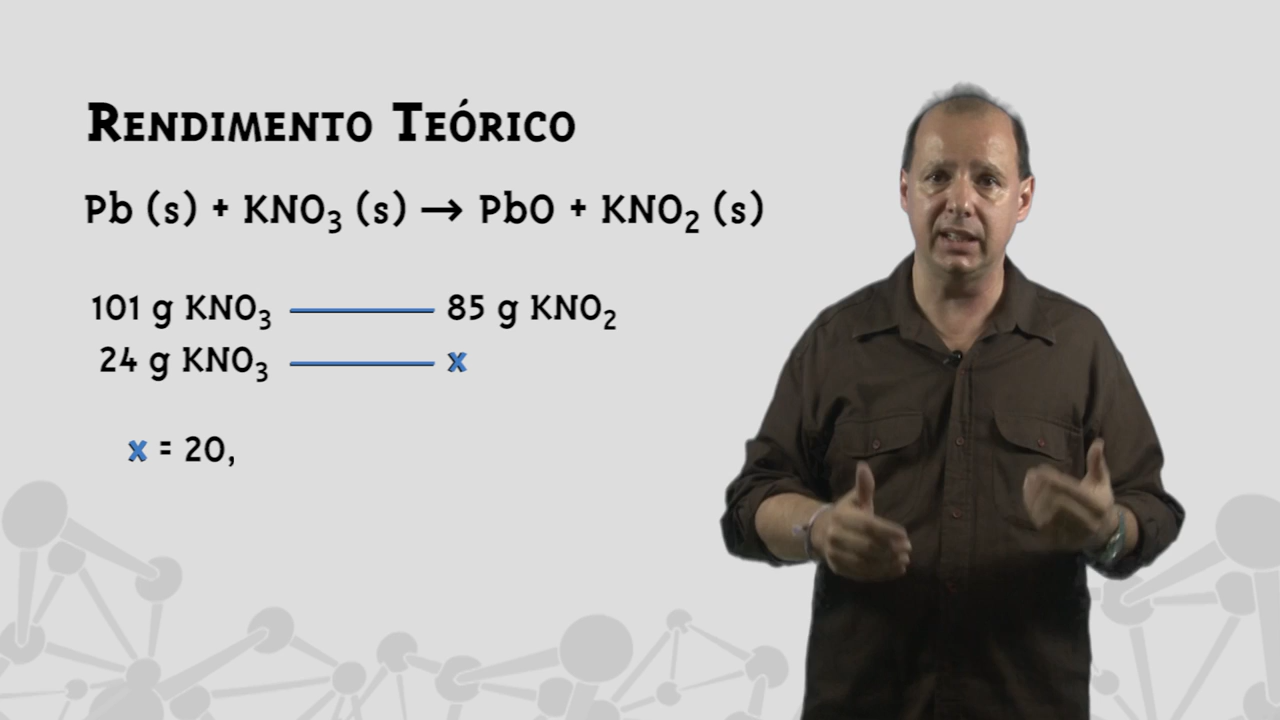 Rendimento Teórico
Pb (s) + KNO₃ (s) → PbO + KNO₂ (s)
101 g KNO₃ —— 85 g KNO₂
24 g KNO₃ —— x
x = 20,